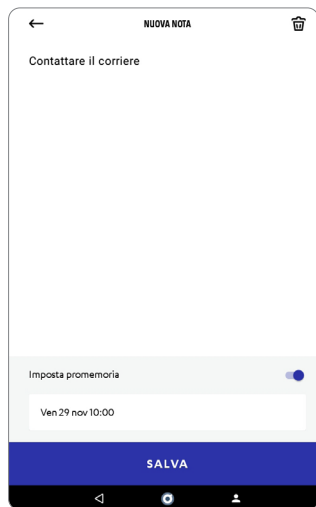 NUOVA NOTA
Contattare il corriere
Imposta promemoria
Ven 29 nov 10:00
SALVA